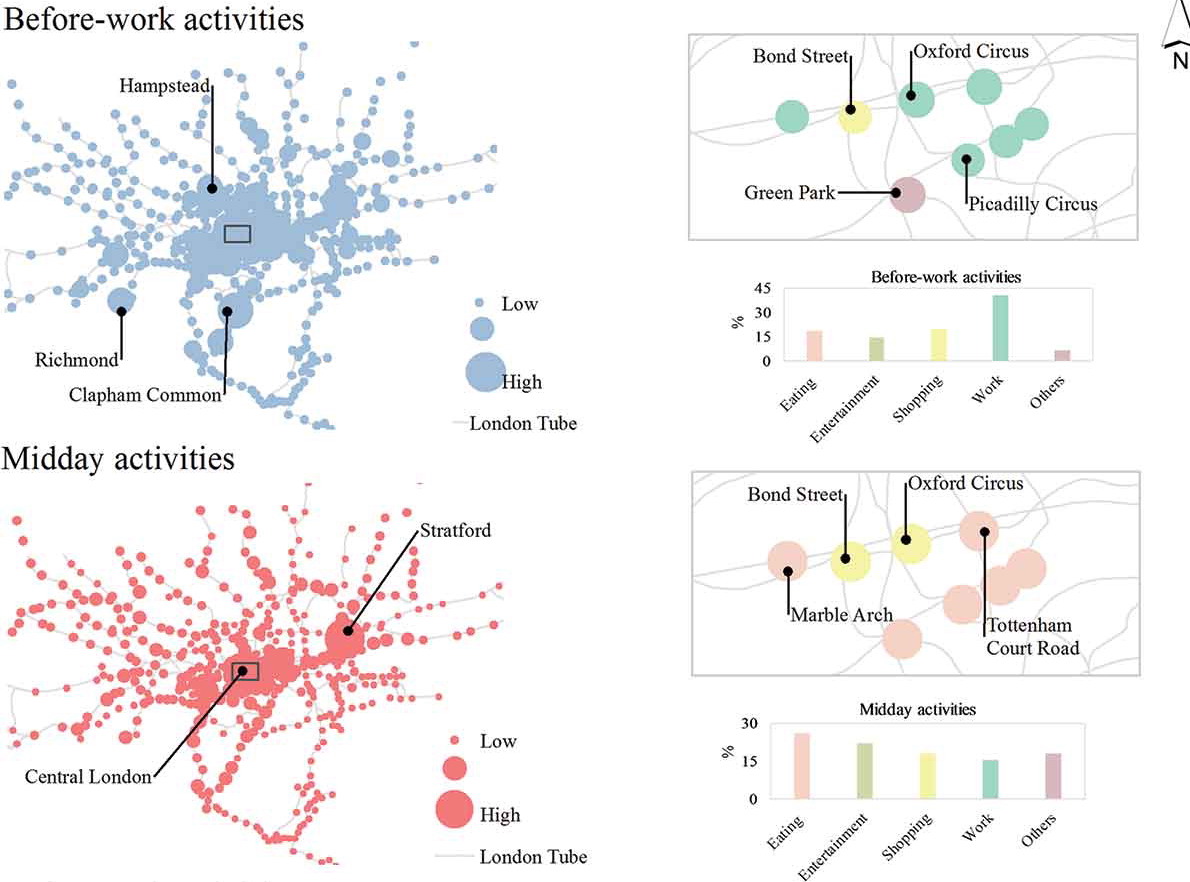 Before-work activities
Hampstead
Richmond
Clapham Common
Low
High
London Tube
Bond Street
Oxford Circus
Green Park
Picadilly Circus
N
Before-work activities
%
45
30
15
0
Eating
Entertainment
Shopping
Work
Others
Midday activities
Stratford
Central London
Low
High
London Tube
Bond Street
Oxford Circus
Marble Arch
Tottenham
Court Road
Midday activities
%
30
15
0
Eating
Entertainment
Shopping
Work
Others